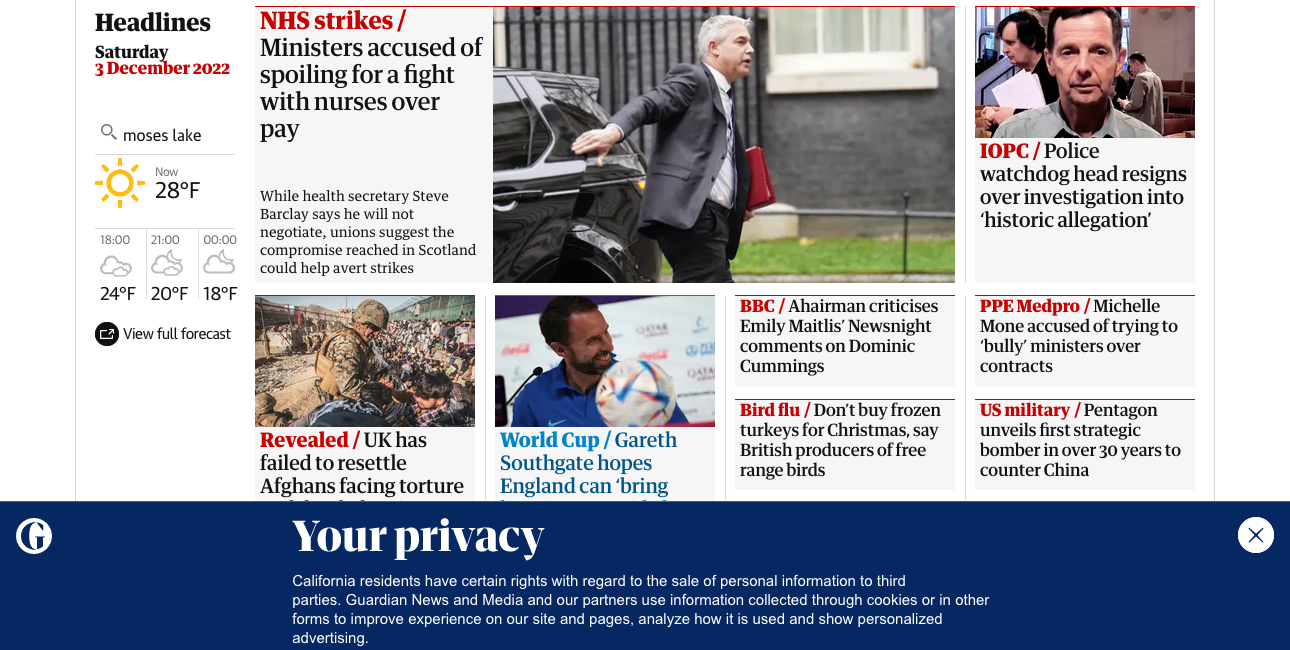 Headlines
Saturday
3 December 2022
moses lake
Now
28°F
18:00
21:00
00:00
24°F
20°F
18°F
View full forecast
NHS strikes /
Ministers accused of
spoiling for a fight
with nurses over
pay
While health secretary Steve
Barclay says he will not
negotiate, unions suggest the
compromise reached in Scotland
could help avert strikes
IOPC / Police
watchdog head resigns
over investigation into
‘historic allegation’
Revealed / UK has
failed to resettle
Afghans facing torture
World Cup / Gareth
Southgate hopes
England can ‘bring
BBC / Ahairman criticises
Emily Maitlis’ Newsnight
comments on Dominic
Cummings
Bird flu / Don’t buy frozen
turkeys for Christmas, say
British producers of free
range birds
PPE Medpro / Michelle
Mone accused of trying to
‘bully’ ministers over
contracts
US military / Pentagon
unveils first strategic
bomber in over 30 years to
counter China
G
Your privacy
California residents have certain rights with regard to the sale of personal information to third
parties. Guardian News and Media and our partners use information collected through cookies or in other
forms to improve experience on our site and pages, analyze how it is used and show personalized
advertising.